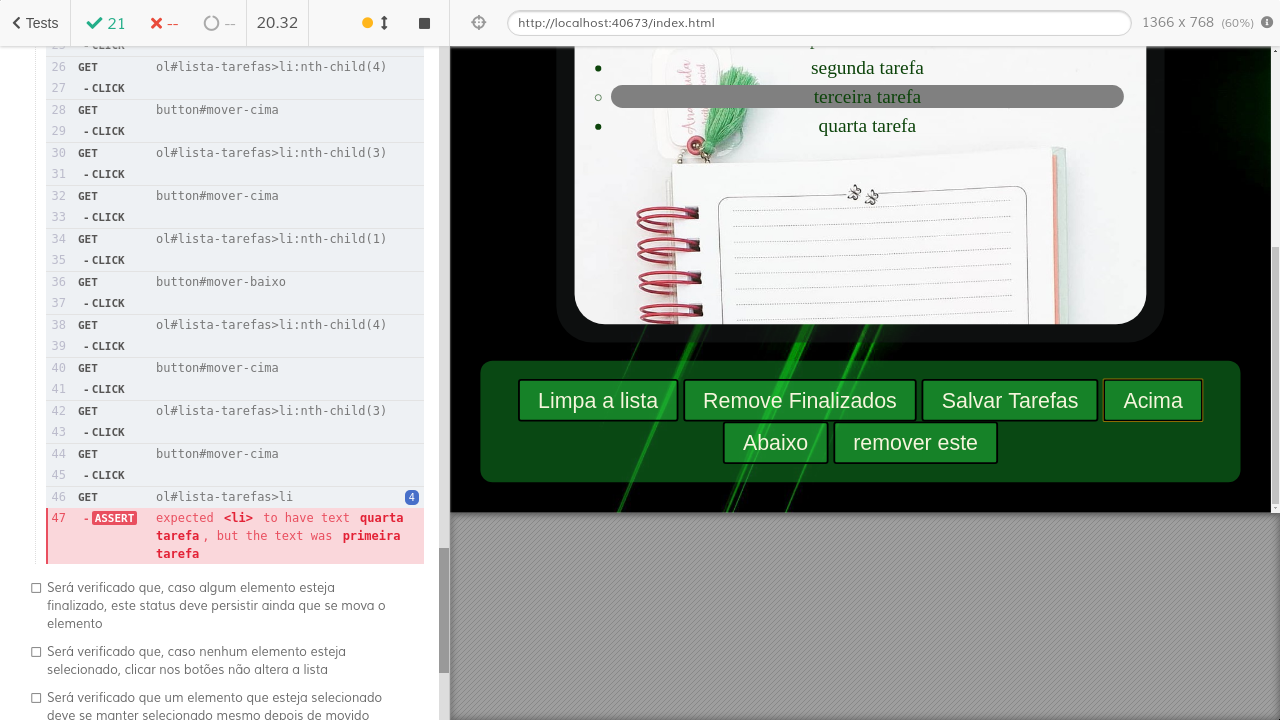 Tests
21
--
--
20.32
http://localhost:40673/index.html
1366 x 768 (60%)
- CLICK
26 GET ol#lista-tarefas>li:nth-child(4)
27 - CLICK
28 GET button#mover-cima
29 - CLICK
30 GET ol#lista-tarefas>li:nth-child(3)
31 - CLICK
32 GET button#mover-cima
33 - CLICK
34 GET ol#lista-tarefas>li:nth-child(1)
35 - CLICK
36 GET button#mover-baixo
37 - CLICK
38 GET ol#lista-tarefas>li:nth-child(4)
39 - CLICK
40 GET button#mover-cima
41 - CLICK
42 GET ol#lista-tarefas>li:nth-child(3)
43 - CLICK
44 GET button#mover-cima
45 - CLICK
46 GET ol#lista-tarefas>li 4
47 - ASSERT expected <li> to have text quarta
tarefa, but the text was primeira
tarefa
Será verificado que, caso algum elemento esteja
finalizado, este status deve persistir ainda que se mova o
elemento
Será verificado que, caso nenhum elemento esteja
selecionado, clicar nos botões não altera a lista
Será verificado que um elemento que esteja selecionado
deve se manter selecionado mesmo depois de movido
segunda tarefa
terceira tarefa
quarta tarefa
Limpa a lista
Remove Finalizados
Salvar Tarefas
Acima
Abaixo
remover este